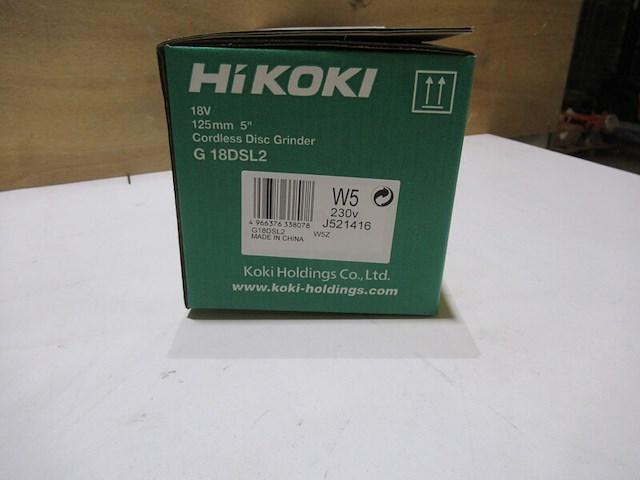 HiKOKI
18V
125mm 5"
Cordless Disc Grinder
G 18DSL2
W5
230v
4 966376 338078 J521416
G18DSL2 W5Z
MADE IN CHINA
Koki Holdings Co., Ltd.
www.koki-holdings.com